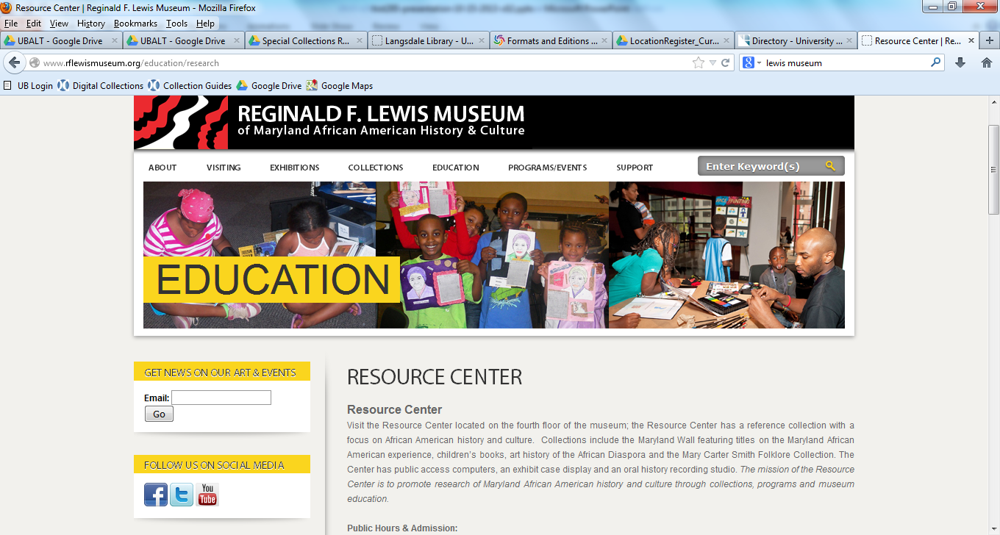 Resource Center | Reginald F. Lewis Museum - Mozilla Firefox
File Edit View History Bookmarks Tools Help
UBALT - Google Drive
UBALT - Google Drive
Special Collections R...
Langsdale Library - U...
Formats and Editions ...
LocationRegister_Cur...
Directory - University ...
Resource Center | Re...
www.rflewismuseum.org/education/research
lewis museum
UB Login Digital Collections Collection Guides Google Drive Google Maps
REGINALD F. LEWIS MUSEUM
of Maryland African American History & Culture
ABOUT VISITING EXHIBITIONS COLLECTIONS EDUCATION PROGRAMS/EVENTS SUPPORT
Enter Keyword(s)
FACE PAINTING
EDUCATION
GET NEWS ON OUR ART & EVENTS
Email:
Go
FOLLOW US ON SOCIAL MEDIA
You Tube
RESOURCE CENTER
Resource Center
Visit the Resource Center located on the fourth floor of the museum; the Resource Center has a reference collection with a
focus on African American history and culture. Collections include the Maryland Wall featuring titles on the Maryland African
American experience, children's books, art history of the African Diaspora and the Mary Carter Smith Folklore Collection. The
Center has public access computers, an exhibit case display and an oral history recording studio. The mission of the Resource
Center is to promote research of Maryland African American history and culture through collections, programs and museum
education.
Public Hours & Admission: